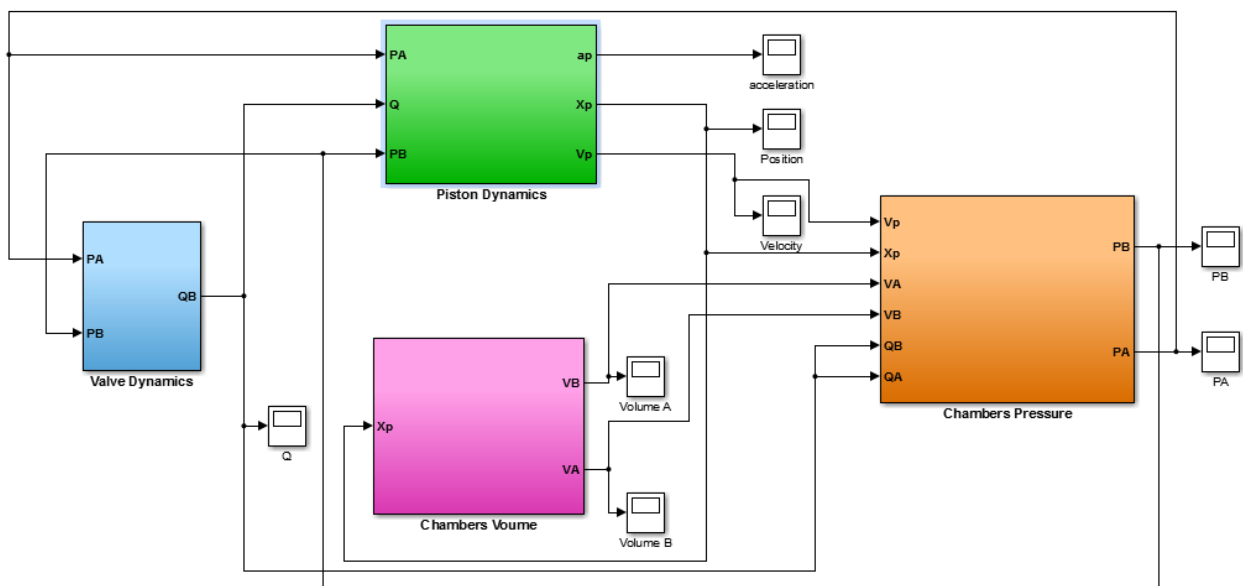 PA
Q
PB
ap
Xp
Vp
Piston Dynamics
acceleration
Position
Velocity
PA
PB
QB
Valve Dynamics
Q
Xp
VB
VA
Chambers Voume
Volume A
Volume B
Vp
Xp
VA
VB
QB
QA
PB
PA
Chambers Pressure
PB
PA